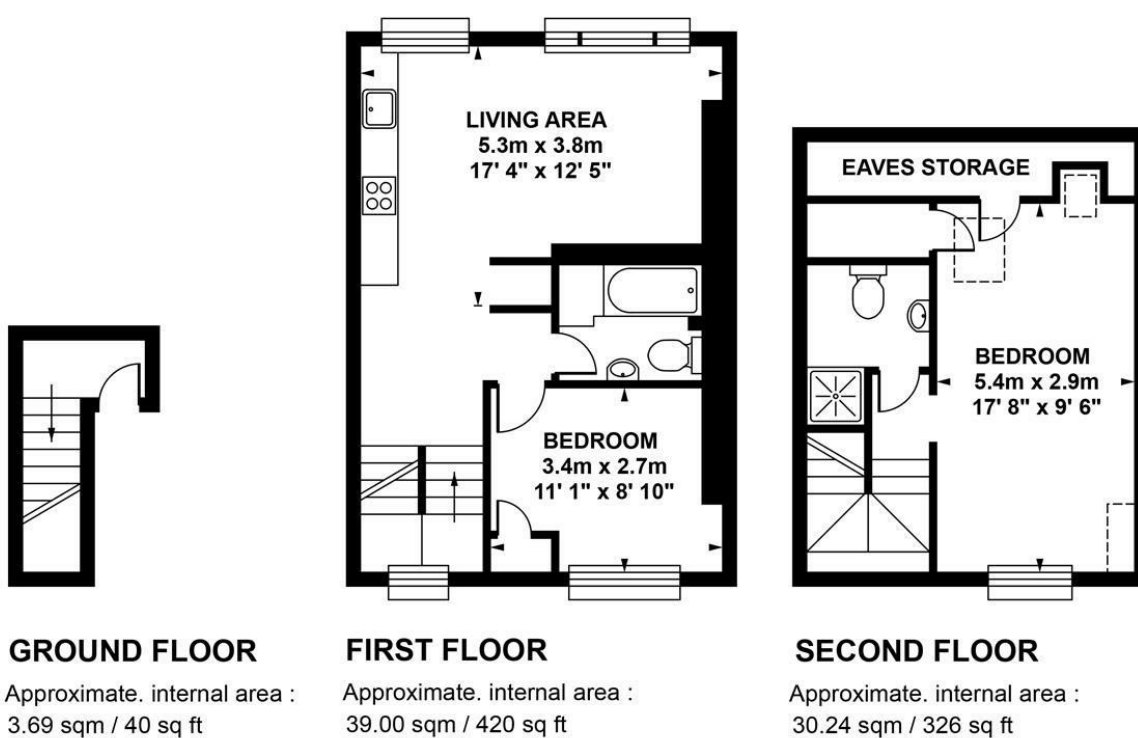 LIVING AREA
5.3m x 3.8m
17' 4" x 12' 5"
EAVES STORAGE
BEDROOM
5.4m x 2.9m
17' 8" x 9' 6"
BEDROOM
3.4m x 2.7m
11' 1" x 8' 10"
GROUND FLOOR
Approximate. internal area :
3.69 sqm / 40 sq ft
FIRST FLOOR
Approximate. internal area :
39.00 sqm / 420 sq ft
SECOND FLOOR
Approximate. internal area :
30.24 sqm / 326 sq ft